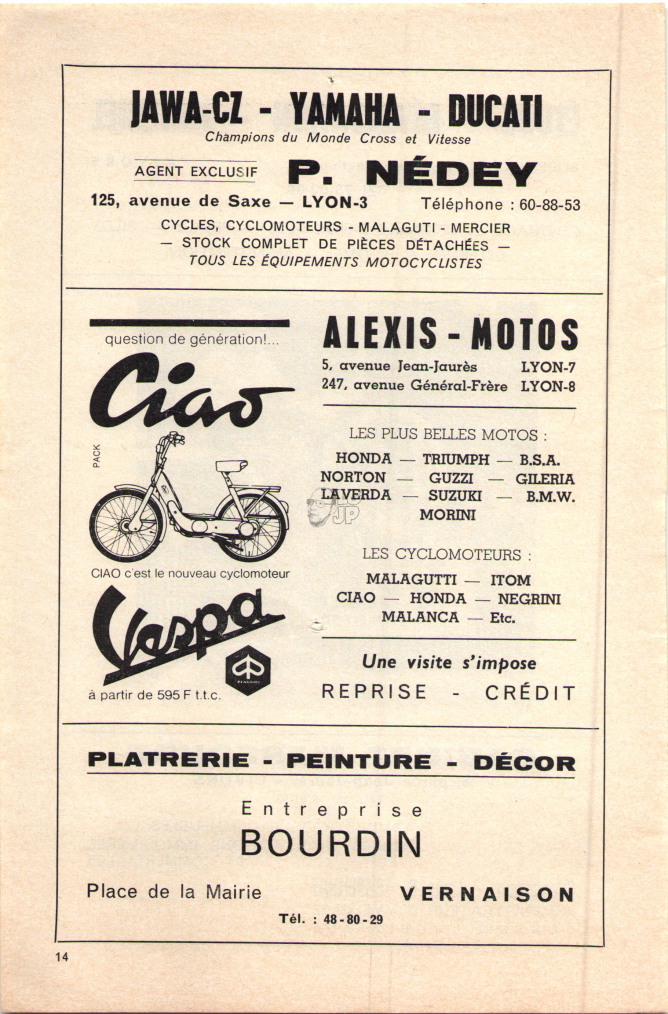 JAWA-CZ - YAMAHA - DUCATI
Champions du Monde Cross et Vitesse
AGENT EXCLUSIF P. NÉDEY
125, avenue de Saxe — LYON-3 Téléphone : 60-88-53
CYCLES, CYCLOMOTEURS - MALAGUTI - MERCIER
— STOCK COMPLET DE PIÈCES DÉTACHÉES —
TOUS LES ÉQUIPEMENTS MOTOCYCLISTES
question de génération!...
Ciao
PACK
CIAO c'est le nouveau cyclomoteur
Vespa
PIAGGIO
à partir de 595 F t.t.c.
ALEXIS - MOTOS
5, avenue Jean-Jaurès LYON-7
247, avenue Général-Frère LYON-8
LES PLUS BELLES MOTOS :
HONDA — TRIUMPH — B.S.A.
NORTON — GUZZI — GILERIA
LAVERDA — SUZUKI — B.M.W.
MORINI
JP
LES CYCLOMOTEURS :
MALAGUTTI — ITOM
CIAO — HONDA — NEGRINI
MALANCA — Etc.
Une visite s'impose
REPRISE - CRÉDIT
PLATRERIE - PEINTURE - DÉCOR
Entreprise
BOURDIN
Place de la Mairie VERNAISON
Tél. : 48-80-29
14